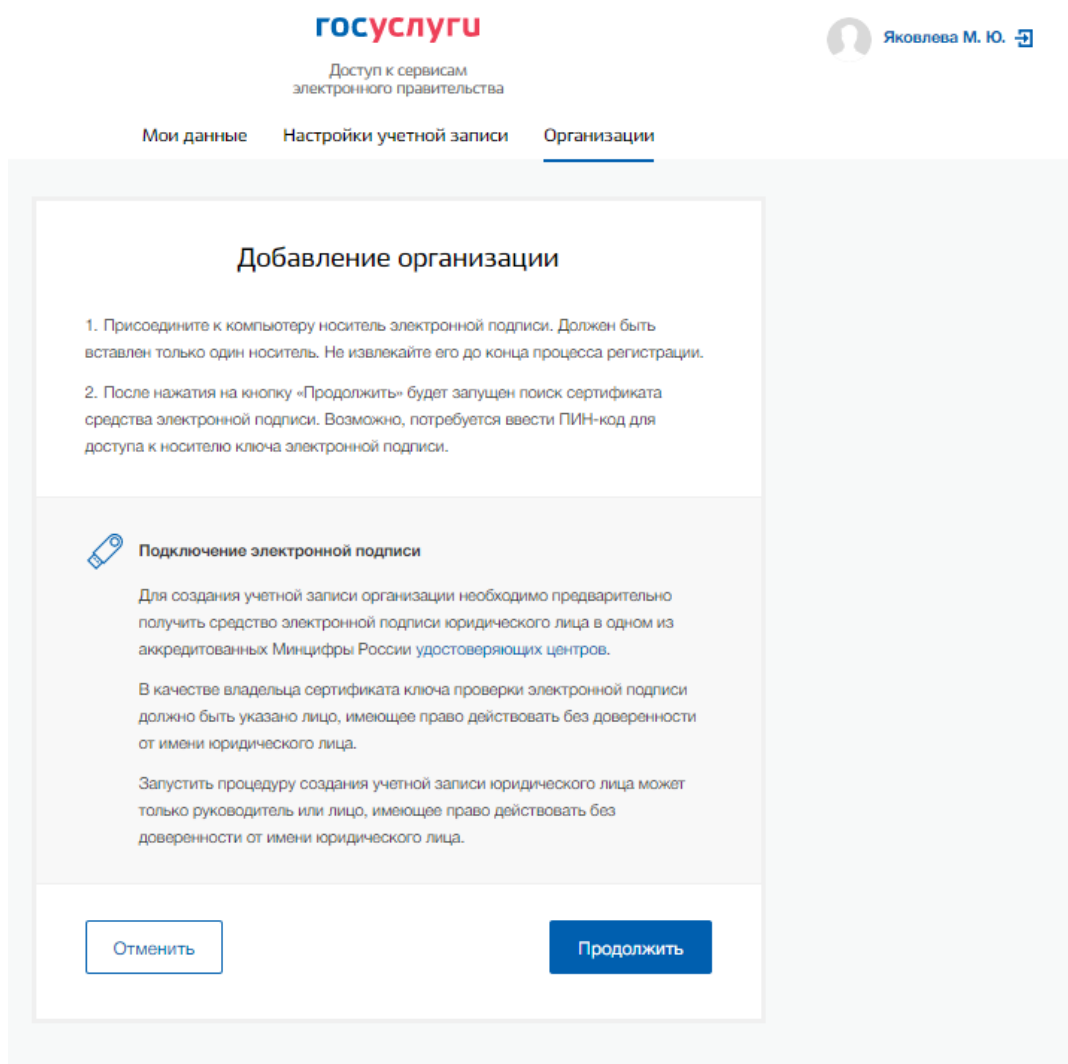 госуслуги
Яковлева М. Ю.
Доступ к сервисам
электронного правительства
Мои данные Настройки учетной записи Организации
Добавление организации
1. Присоедините к компьютеру носитель электронной подписи. Должен быть
вставлен только один носитель. Не извлекайте его до конца процесса регистрации.
2. После нажатия на кнопку «Продолжить» будет запущен поиск сертификата
средства электронной подписи. Возможно, потребуется ввести ПИН-код для
доступа к носителю ключа электронной подписи.
Подключение электронной подписи
Для создания учетной записи организации необходимо предварительно
получить средство электронной подписи юридического лица в одном из
аккредитованных Минцифры России удостоверяющих центров.
В качестве владельца сертификата ключа проверки электронной подписи
должно быть указано лицо, имеющее право действовать без доверенности
от имени юридического лица.
Запустить процедуру создания учетной записи юридического лица может
только руководитель или лицо, имеющее право действовать без
доверенности от имени юридического лица.
Отменить Продолжить